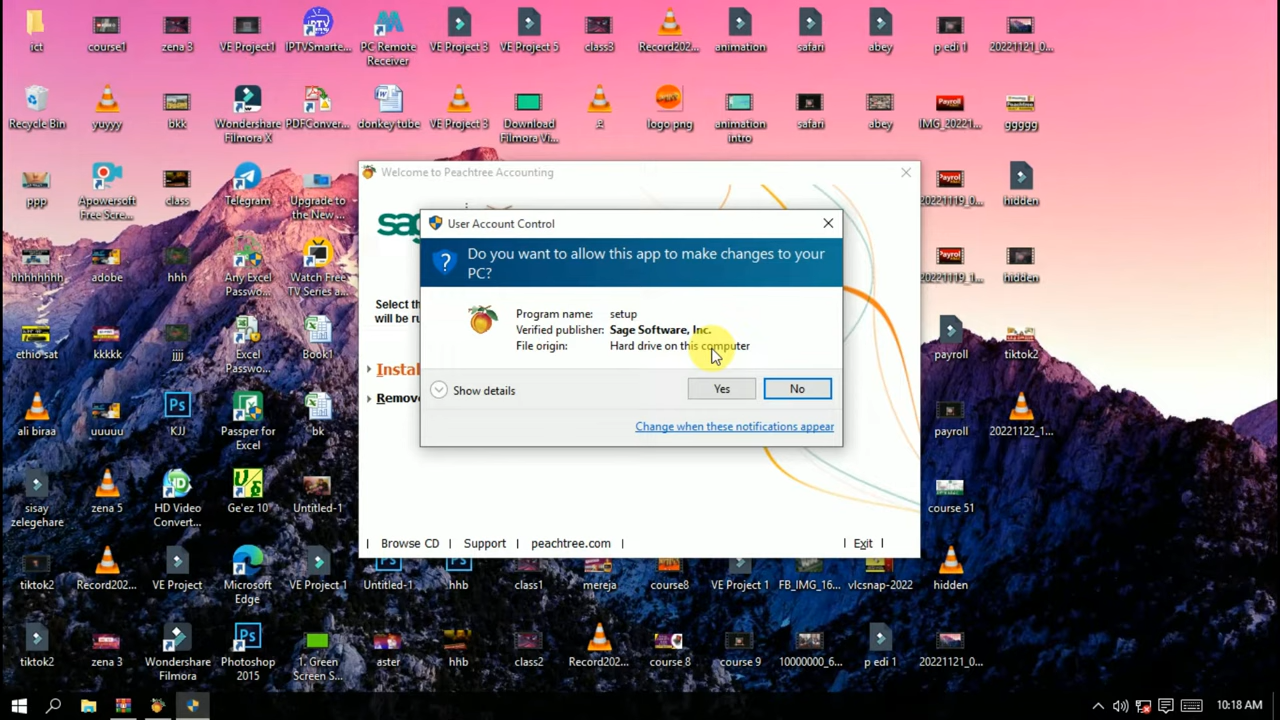 ict
course1
zena 3
VE Project1
IPTVSmarte...
PC Remote
Receiver
VE Project 3
VE Project 5
class3
Record202...
animation
safari
abey
p edi 1
20221121_0...
Recycle Bin
yuyyy
bkk
Wondershare
Filmora X
PDFConver...
donkey tube
VE Project 3
Download
Filmora Vi...
logo png
animation
intro
safari
abey
IMG_20221...
ggggg
ppp
Apowersoft
Free Scre...
class
Telegram
Upgrade to
the New ...
20221119_0...
hidden
hhhhhhhh
adobe
hhh
Any Excel
Passwo...
Watch Free
TV Series a...
20221119_1...
hidden
ethio sat
kkkkk
jjjj
Excel
Passwo...
Book1
payroll
tiktok2
ali biraa
uuuuu
KJJ
Passper for
Excel
bk
payroll
20221122_1...
sisay
zelegehare
zena 5
HD Video
Convert...
Ge'ez 10
Untitled-1
course 51
tiktok2
Record202...
VE Project
Microsoft
Edge
VE Project 1
Untitled-1
hhb
class1
mereja
course8
VE Project 1
FB_IMG_16...
vlcsnap-2022
hidden
tiktok2
zena 3
Wondershare
Filmora
Photoshop
2015
1. Green
Screen S...
aster
hhb
class2
Record202...
course 8
course 9
10000000_6...
p edi 1
20221121_0...
Welcome to Peachtree Accounting
sag
Select th
will be ru
Instal
Remove
Browse CD | Support | peachtree.com |
| Exit |
User Account Control
Do you want to allow this app to make changes to your
PC?
Program name: setup
Verified publisher: Sage Software, Inc.
File origin: Hard drive on this computer
Show details
Yes
No
Change when these notifications appear
10:18 AM